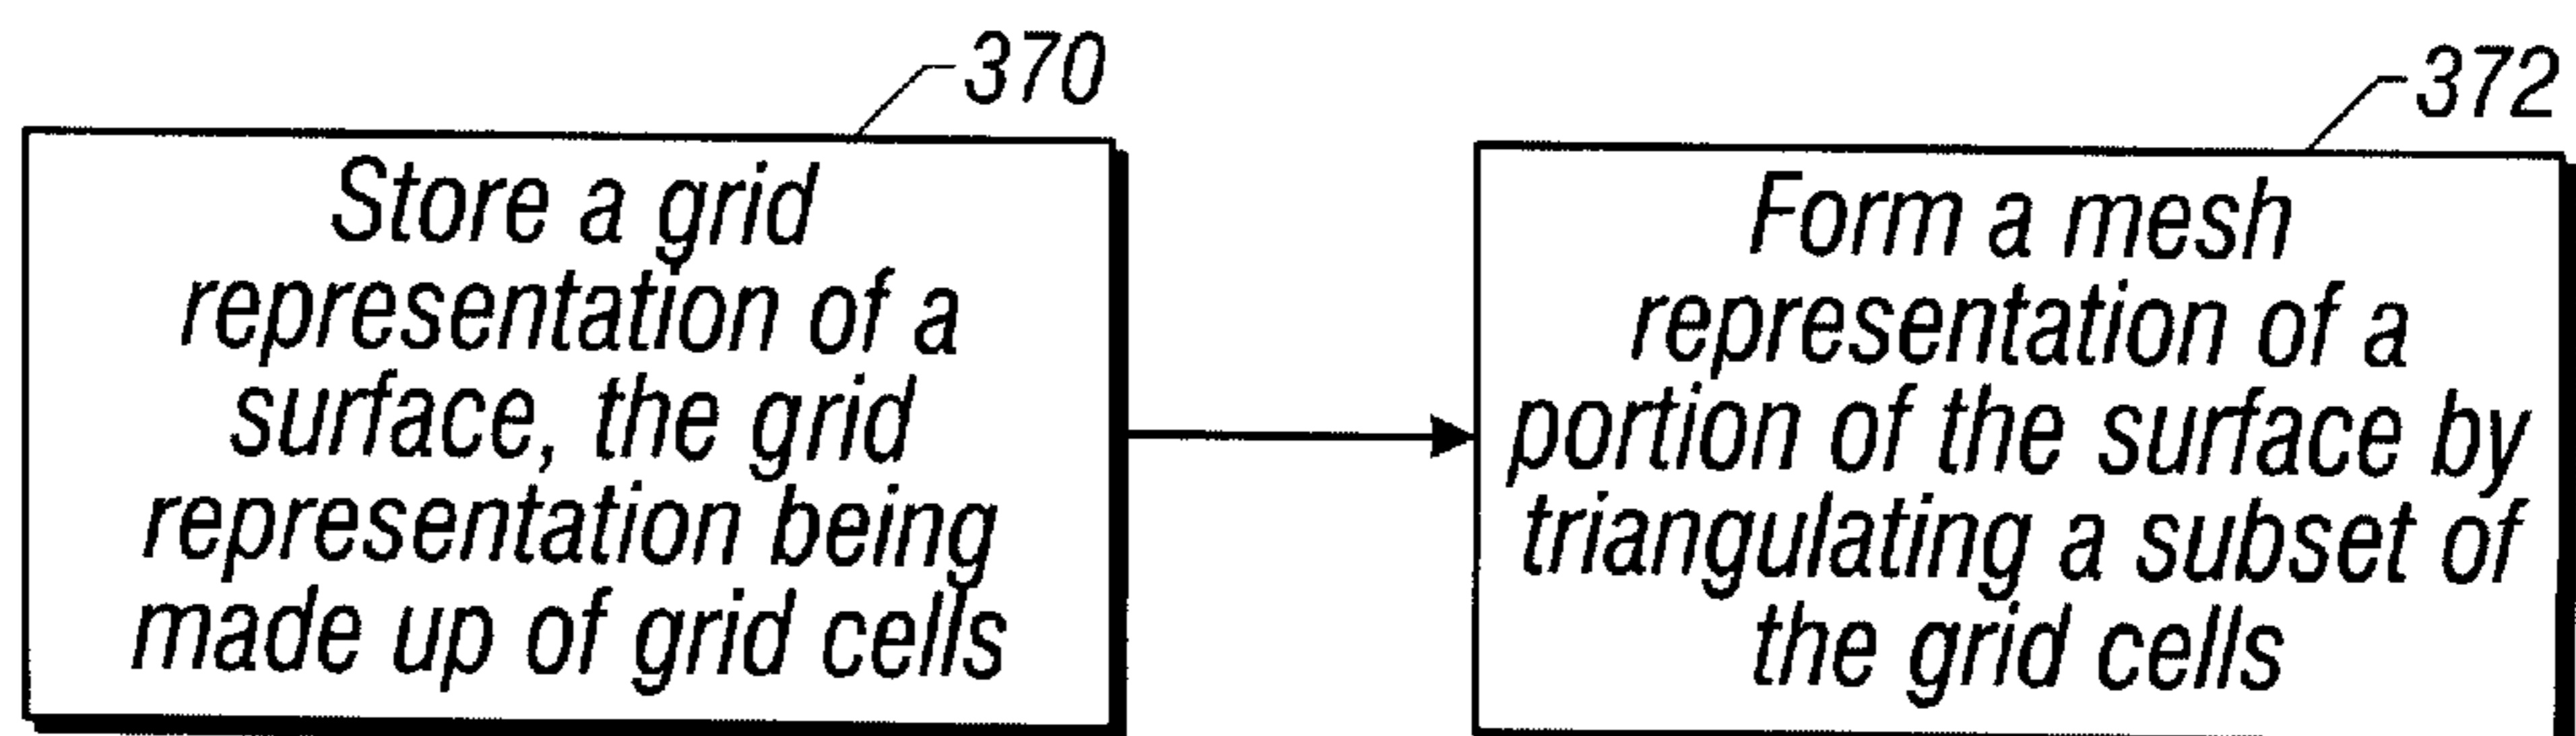 370
Store a grid
representation of a
surface, the grid
representation being
made up of grid cells
372
Form a mesh
representation of a
portion of the surface by
triangulating a subset of
the grid cells